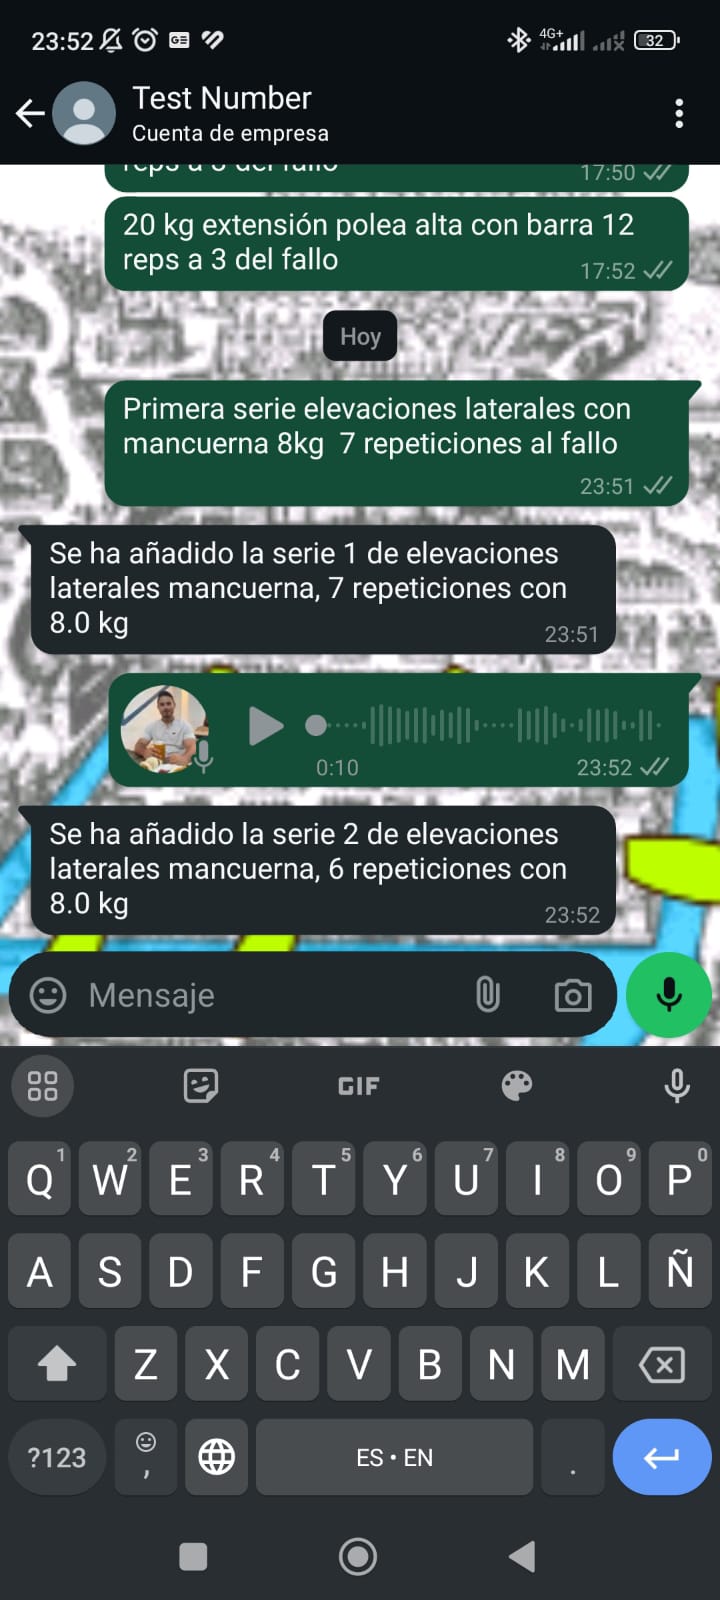 23:52
4G+
32
Test Number
Cuenta de empresa
17:50
20 kg extensión polea alta con barra 12
reps a 3 del fallo
17:52
Hoy
Primera serie elevaciones laterales con
mancuerna 8kg  7 repeticiones al fallo
23:51
Se ha añadido la serie 1 de elevaciones
laterales mancuerna, 7 repeticiones con
8.0 kg
23:51
0:10
23:52
Se ha añadido la serie 2 de elevaciones
laterales mancuerna, 6 repeticiones con
8.0 kg
23:52
Mensaje
GIF
1 2 3 4 5 6 7 8 9 0
Q W E R T Y U I O P
A S D F G H J K L Ñ
Z X C V B N M
?123 , ES • EN .